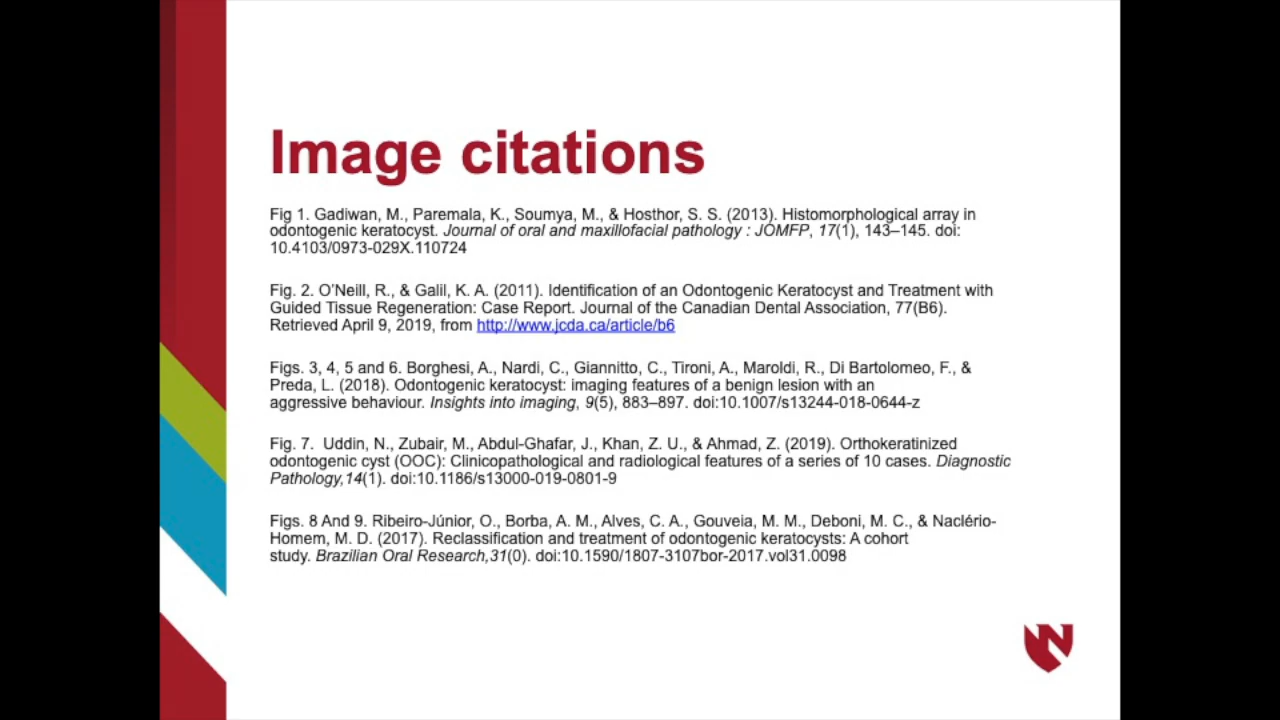 Image citations
Fig 1. Gadiwan, M., Paremala, K., Soumya, M., & Hosthor, S. S. (2013). Histomorphological array in
odontogenic keratocyst. Journal of oral and maxillofacial pathology : JOMFP, 17(1), 143–145. doi:
10.4103/0973-029X.110724
Fig. 2. O’Neill, R., & Galil, K. A. (2011). Identification of an Odontogenic Keratocyst and Treatment with
Guided Tissue Regeneration: Case Report. Journal of the Canadian Dental Association, 77(B6).
Retrieved April 9, 2019, from http://www.jcda.ca/article/b6
Figs. 3, 4, 5 and 6. Borghesi, A., Nardi, C., Giannitto, C., Tironi, A., Maroldi, R., Di Bartolomeo, F., &
Preda, L. (2018). Odontogenic keratocyst: imaging features of a benign lesion with an
aggressive behaviour. Insights into imaging, 9(5), 883–897. doi:10.1007/s13244-018-0644-z
Fig. 7.  Uddin, N., Zubair, M., Abdul-Ghafar, J., Khan, Z. U., & Ahmad, Z. (2019). Orthokeratinized
odontogenic cyst (OOC): Clinicopathological and radiological features of a series of 10 cases. Diagnostic
Pathology,14(1). doi:10.1186/s13000-019-0801-9
Figs. 8 And 9. Ribeiro-Júnior, O., Borba, A. M., Alves, C. A., Gouveia, M. M., Deboni, M. C., & Naclério-
Homem, M. D. (2017). Reclassification and treatment of odontogenic keratocysts: A cohort
study. Brazilian Oral Research,31(0). doi:10.1590/1807-3107bor-2017.vol31.0098